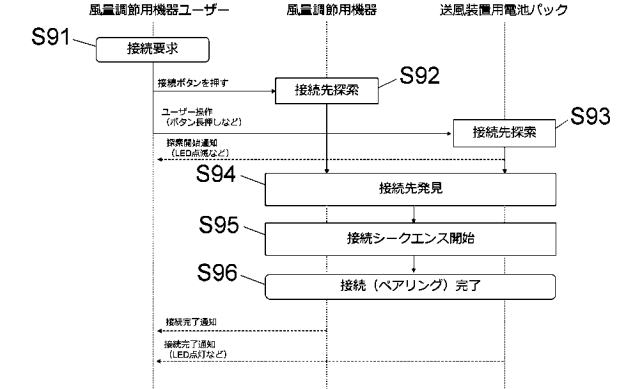 風量調節用機器ユーザー
風量調節用機器
送風装置用電池パック
S91
接続要求
接続ボタンを押す
接続先探索
S92
ユーザー操作
(ボタン長押しなど)
接続先探索
S93
探索開始通知
(LED点滅など)
S94
接続先発見
S95
接続シークエンス開始
S96
接続(ペアリング)完了
接続完了通知
接続完了通知
(LED点灯など)